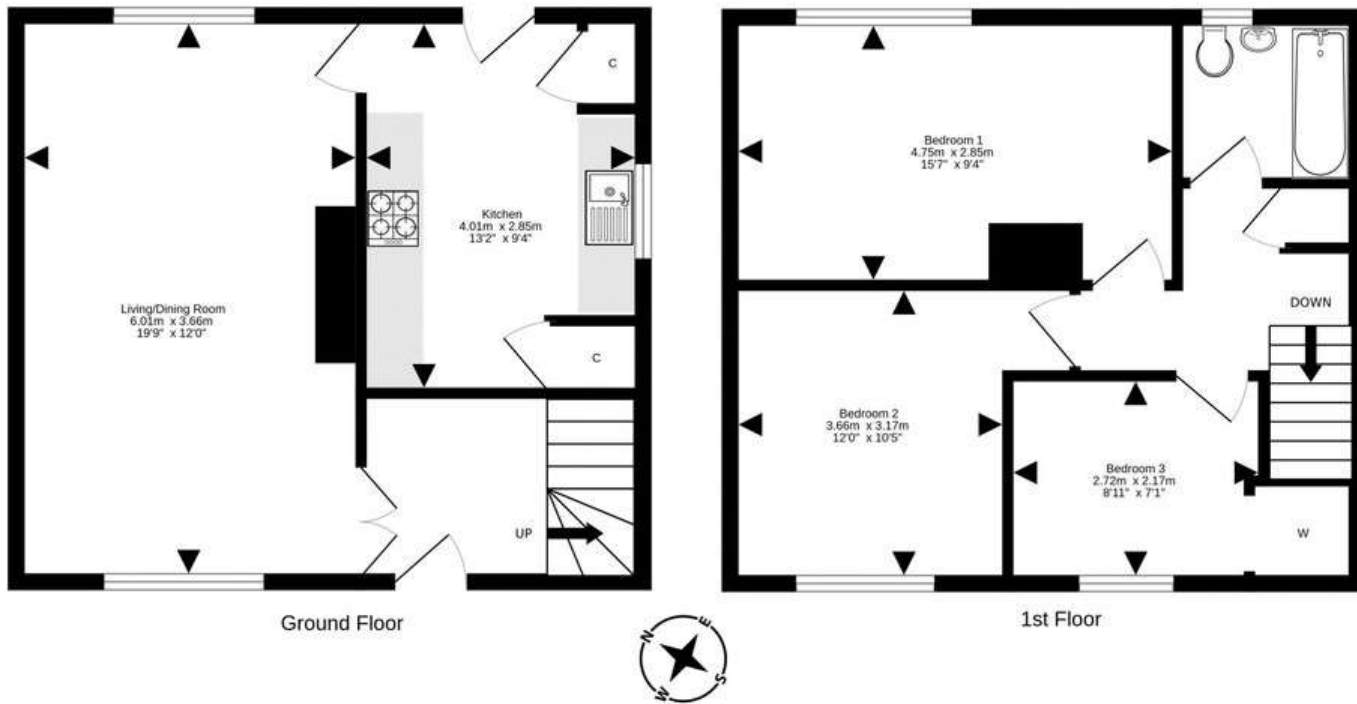 C
Kitchen
4.01m x 2.85m
13'2" x 9'4"
Living/Dining Room
6.01m x 3.66m
19'9" x 12'0"
C
UP
Ground Floor
Bedroom 1
4.75m x 2.85m
15'7" x 9'4"
DOWN
Bedroom 2
3.66m x 3.17m
12'0" x 10'5"
Bedroom 3
2.72m x 2.17m
8'11" x 7'1"
W
1st Floor
N
E
W
S